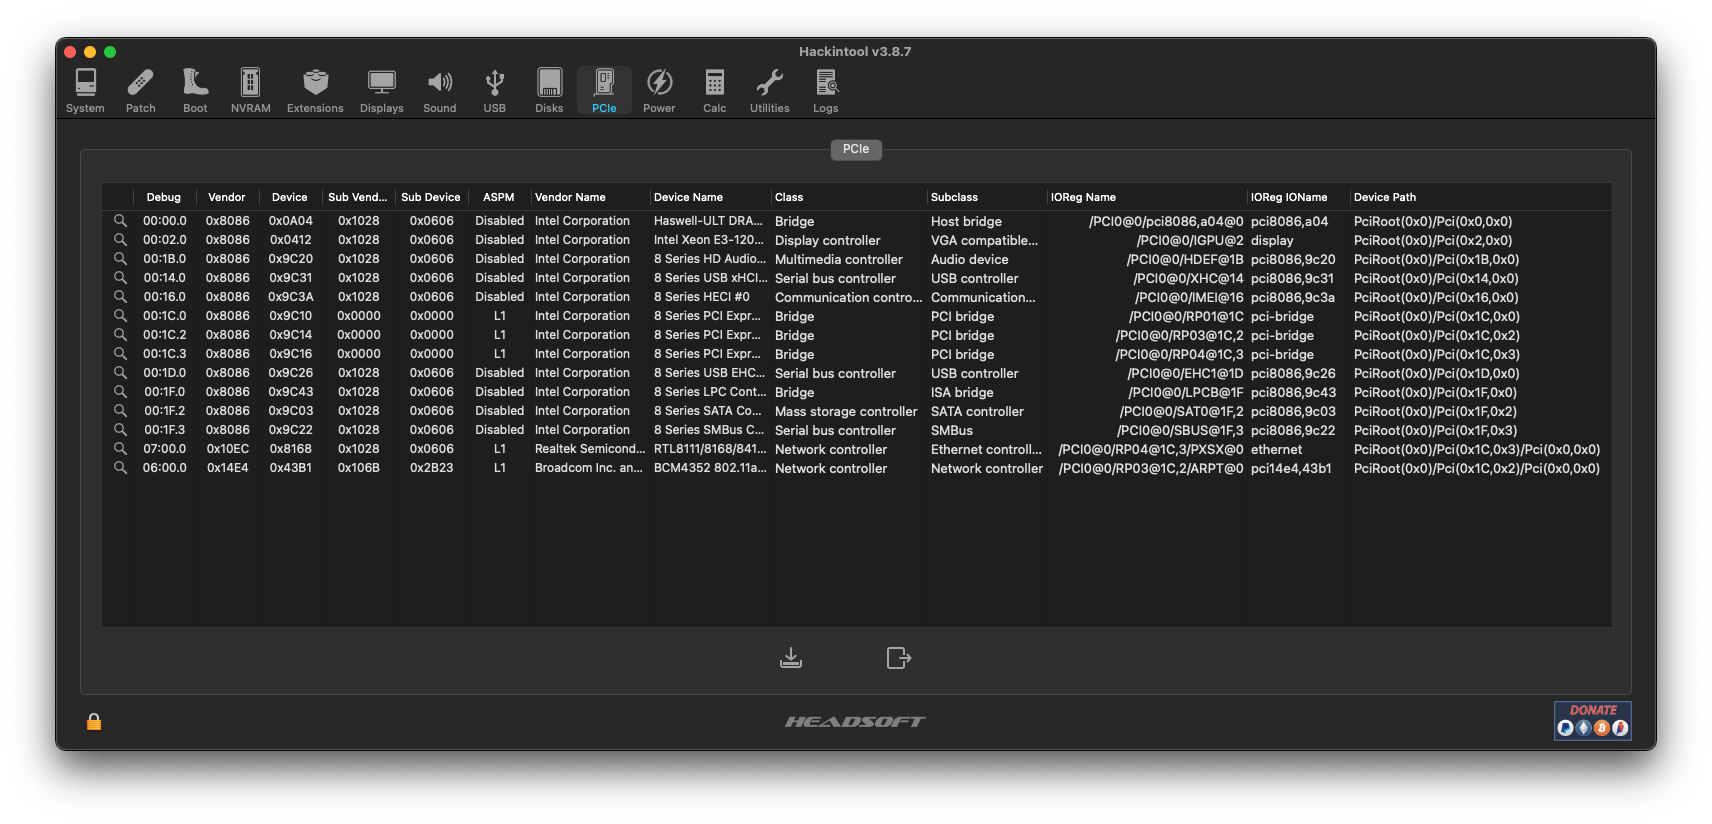 Hackintool v3.8.7
System Patch Boot NVRAM Extensions Displays Sound USB Disks PCIe Power Calc Utilities Logs
PCIe
Debug Vendor Device Sub Vend... Sub Device ASPM Vendor Name Device Name Class Subclass IOReg Name IOReg IOName Device Path
00:00.0 0x8086 0x0A04 0x1028 0x0606 Disabled Intel Corporation Haswell-ULT DRA... Bridge Host bridge /PCI0@0/pci8086,a04@0 pci8086,a04 PciRoot(0x0)/Pci(0x0,0x0)
00:02.0 0x8086 0x0412 0x1028 0x0606 Disabled Intel Corporation Intel Xeon E3-120... Display controller VGA compatible... /PCI0@0/IGPU@2 display PciRoot(0x0)/Pci(0x2,0x0)
00:1B.0 0x8086 0x9C20 0x1028 0x0606 Disabled Intel Corporation 8 Series HD Audio... Multimedia controller Audio device /PCI0@0/HDEF@1B pci8086,9c20 PciRoot(0x0)/Pci(0x1B,0x0)
00:14.0 0x8086 0x9C31 0x1028 0x0606 Disabled Intel Corporation 8 Series USB xHCI... Serial bus controller USB controller /PCI0@0/XHC@14 pci8086,9c31 PciRoot(0x0)/Pci(0x14,0x0)
00:16.0 0x8086 0x9C3A 0x1028 0x0606 Disabled Intel Corporation 8 Series HECI #0 Communication contro... Communication... /PCI0@0/IMEI@16 pci8086,9c3a PciRoot(0x0)/Pci(0x16,0x0)
00:1C.0 0x8086 0x9C10 0x0000 0x0000 L1 Intel Corporation 8 Series PCI Expr... Bridge PCI bridge /PCI0@0/RP01@1C pci-bridge PciRoot(0x0)/Pci(0x1C,0x0)
00:1C.2 0x8086 0x9C14 0x0000 0x0000 L1 Intel Corporation 8 Series PCI Expr... Bridge PCI bridge /PCI0@0/RP03@1C,2 pci-bridge PciRoot(0x0)/Pci(0x1C,0x2)
00:1C.3 0x8086 0x9C16 0x0000 0x0000 L1 Intel Corporation 8 Series PCI Expr... Bridge PCI bridge /PCI0@0/RP04@1C,3 pci-bridge PciRoot(0x0)/Pci(0x1C,0x3)
00:1D.0 0x8086 0x9C26 0x1028 0x0606 Disabled Intel Corporation 8 Series USB EHC... Serial bus controller USB controller /PCI0@0/EHC1@1D pci8086,9c26 PciRoot(0x0)/Pci(0x1D,0x0)
00:1F.0 0x8086 0x9C43 0x1028 0x0606 Disabled Intel Corporation 8 Series LPC Cont... Bridge ISA bridge /PCI0@0/LPCB@1F pci8086,9c43 PciRoot(0x0)/Pci(0x1F,0x0)
00:1F.2 0x8086 0x9C03 0x1028 0x0606 Disabled Intel Corporation 8 Series SATA Co... Mass storage controller SATA controller /PCI0@0/SAT0@1F,2 pci8086,9c03 PciRoot(0x0)/Pci(0x1F,0x2)
00:1F.3 0x8086 0x9C22 0x1028 0x0606 Disabled Intel Corporation 8 Series SMBus C... Serial bus controller SMBus /PCI0@0/SBUS@1F,3 pci8086,9c22 PciRoot(0x0)/Pci(0x1F,0x3)
07:00.0 0x10EC 0x8168 0x1028 0x0606 L1 Realtek Semicond... RTL8111/8168/841... Network controller Ethernet controll... /PCI0@0/RP04@1C,3/PXSX@0 ethernet PciRoot(0x0)/Pci(0x1C,0x3)/Pci(0x0,0x0)
06:00.0 0x14E4 0x43B1 0x106B 0x2B23 L1 Broadcom Inc. an... BCM4352 802.11a... Network controller Network controller /PCI0@0/RP03@1C,2/ARPT@0 pci14e4,43b1 PciRoot(0x0)/Pci(0x1C,0x2)/Pci(0x0,0x0)
HEADSOFT
DONATE